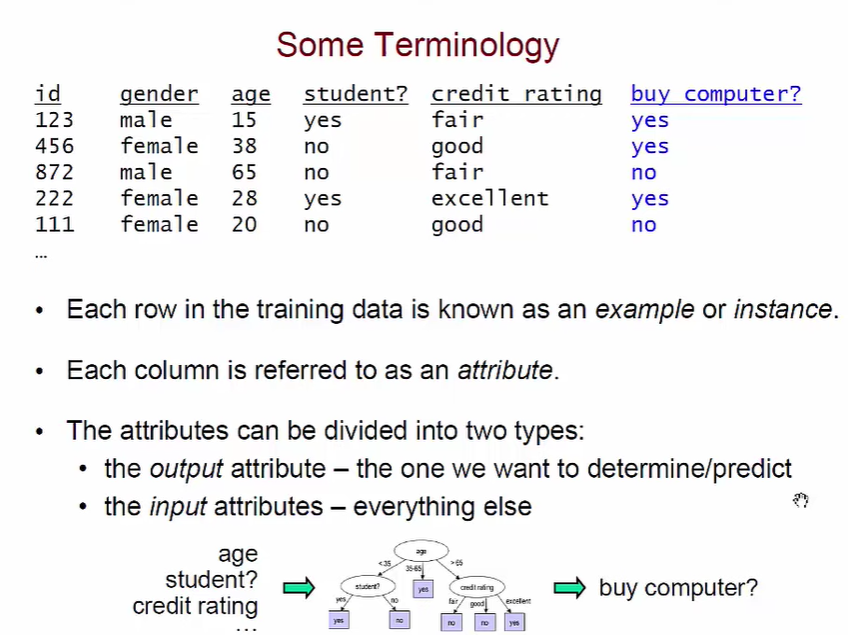 Some Terminology
id gender age student? credit rating buy computer?
123 male 15 yes fair yes
456 female 38 no good yes
872 male 65 no fair no
222 female 28 yes excellent yes
111 female 20 no good no
…
• Each row in the training data is known as an example or instance.
• Each column is referred to as an attribute.
• The attributes can be divided into two types:
• the output attribute – the one we want to determine/predict
• the input attributes – everything else
age
student?
credit rating
…
age
<35 35-65 >65
student? yes credit rating
yes no fair good excellent
yes no no no yes
buy computer?